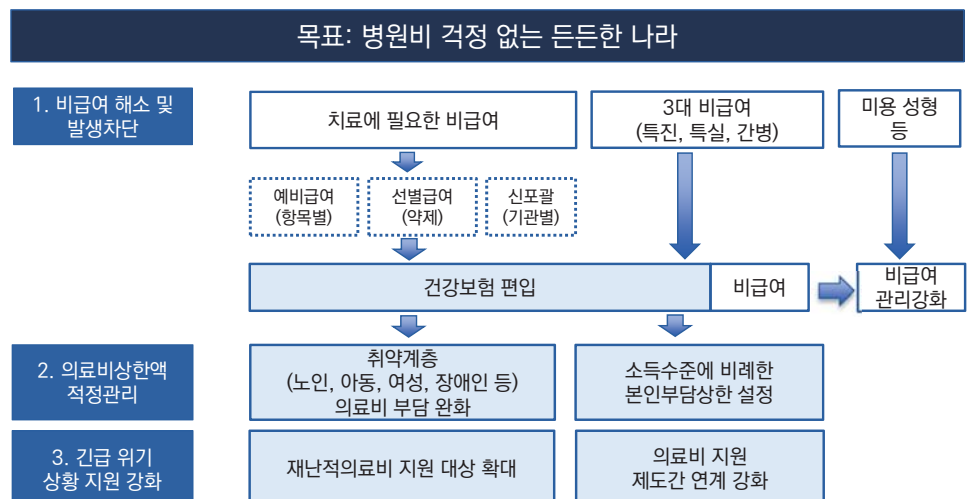 목표: 병원비 걱정 없는 든든한 나라
1. 비급여 해소 및
발생차단
치료에 필요한 비급여
3대 비급여
(특진, 특실, 간병)
미용 성형
등
예비급여
(항목별)
선별급여
(약제)
신포괄
(기관별)
건강보험 편입
비급여
비급여
관리강화
2. 의료비상한액
적정관리
취약계층
(노인, 아동, 여성, 장애인 등)
의료비 부담 완화
소득수준에 비례한
본인부담상한 설정
3. 긴급 위기
상황 지원 강화
재난적의료비 지원 대상 확대
의료비 지원
제도간 연계 강화